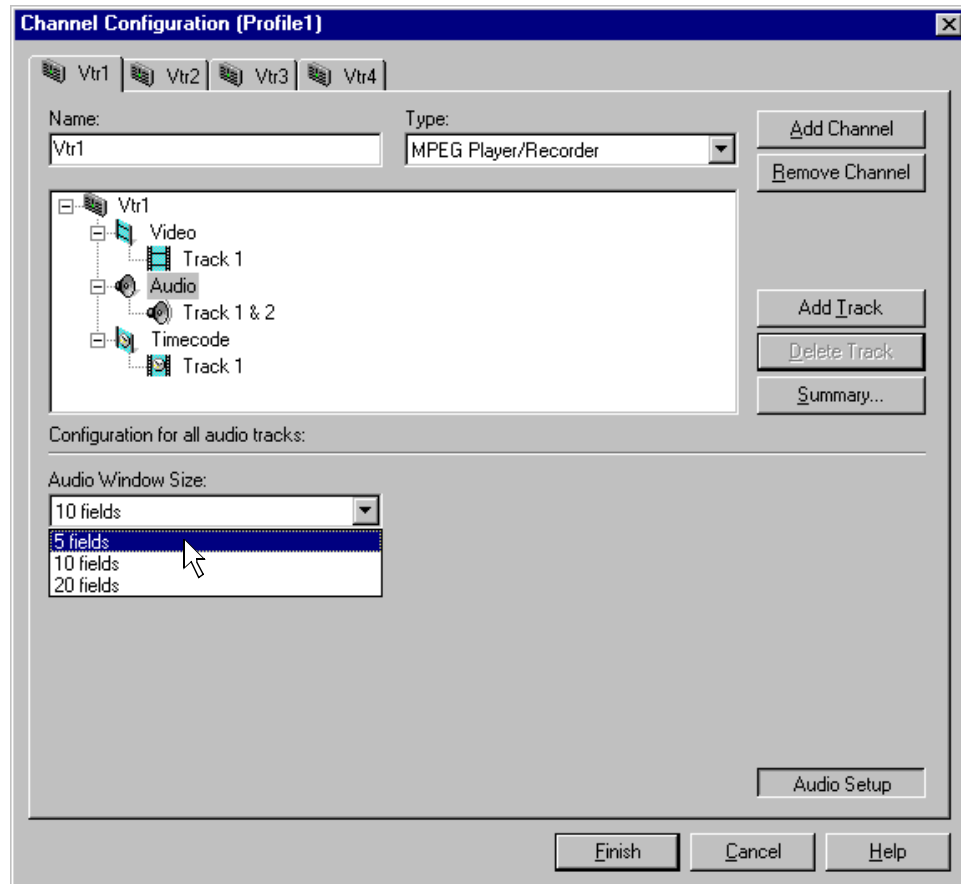 Channel Configuration (Profile1)
Vtr1 Vtr2 Vtr3 Vtr4
Name:
Type:
Vtr1
MPEG Player/Recorder
Add Channel
Remove Channel
Vtr1
Video
Track 1
Audio
Track 1 & 2
Timecode
Track 1
Add Track
Delete Track
Summary...
Configuration for all audio tracks:
Audio Window Size:
10 fields
5 fields
10 fields
20 fields
Audio Setup
Finish Cancel Help